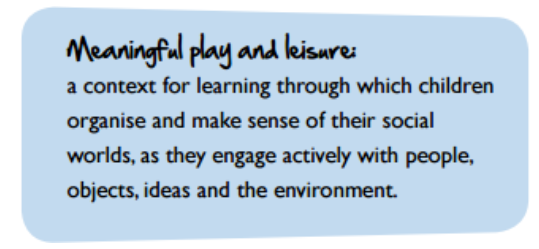 Meaningful play and leisure:
a context for learning through which children
organise and make sense of their social
worlds, as they engage actively with people,
objects, ideas and the environment.